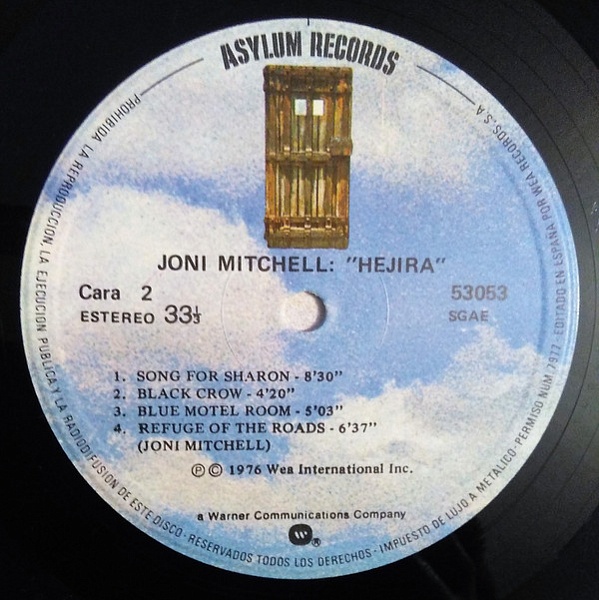 ASYLUM RECORDS
JONI MITCHELL: "HEJIRA"
Cara 2
53053
ESTEREO 33⅓
SGAE
1. SONG FOR SHARON - 8'30"
2. BLACK CROW - 4'20"
3. BLUE MOTEL ROOM - 5'03"
4. REFUGE OF THE ROADS - 6'37"
(JONI MITCHELL)
Ⓟ © 1976 Wea International Inc.
a Warner Communications Company
®
PROHIBIDA LA REPRODUCCION, LA EJECUCION PUBLICA Y LA RADIODIFUSION DE ESTE DISCO · RESERVADOS TODOS LOS DERECHOS · IMPUESTO DE LUJO A METALICO · PERMISO NUM 2977 · EDITADO EN ESPAÑA POR WEA RECORDS, S.A.